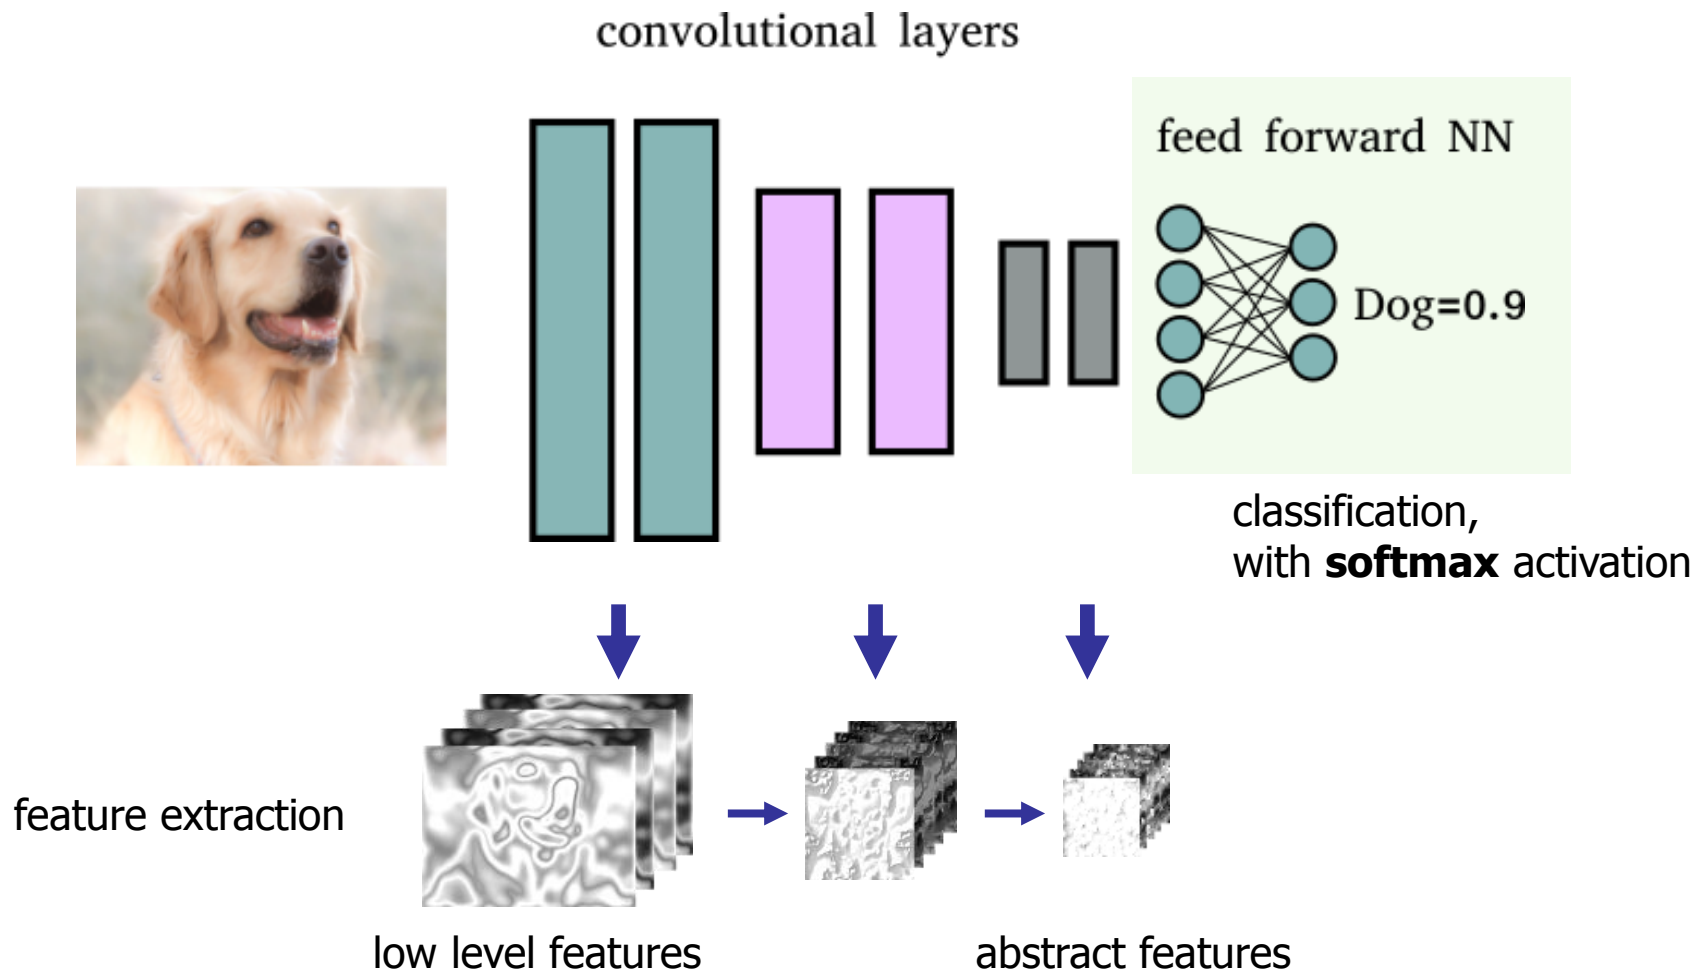 convolutional layers
feed forward NN
Dog=0.9
classification,
with softmax activation
feature extraction
low level features
abstract features